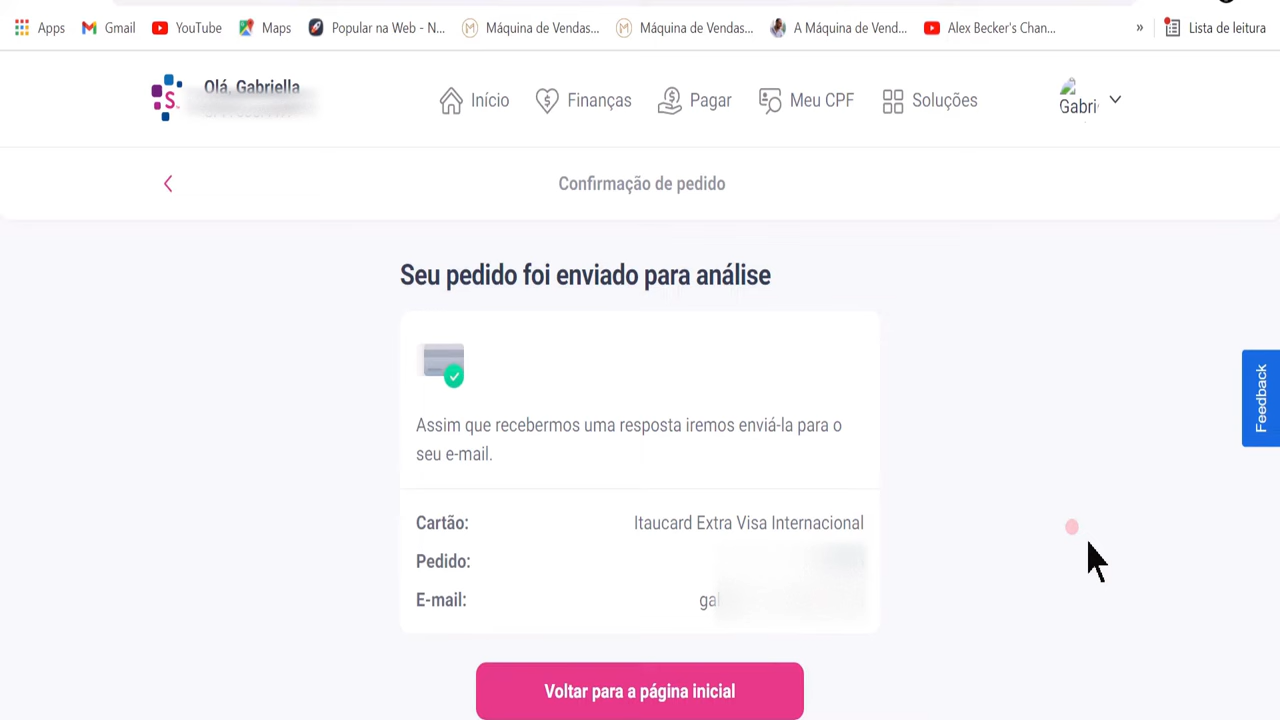 Apps Gmail YouTube Maps Popular na Web - N... Máquina de Vendas... Máquina de Vendas... A Máquina de Vend... Alex Becker's Chan... » Lista de leitura
S. Olá, Gabriella Início Finanças Pagar Meu CPF Soluções Gabri
Confirmação de pedido
Seu pedido foi enviado para análise
Assim que recebermos uma resposta iremos enviá-la para o
seu e-mail.
Cartão: Itaucard Extra Visa Internacional
Pedido:
E-mail: ga
Voltar para a página inicial
Feedback